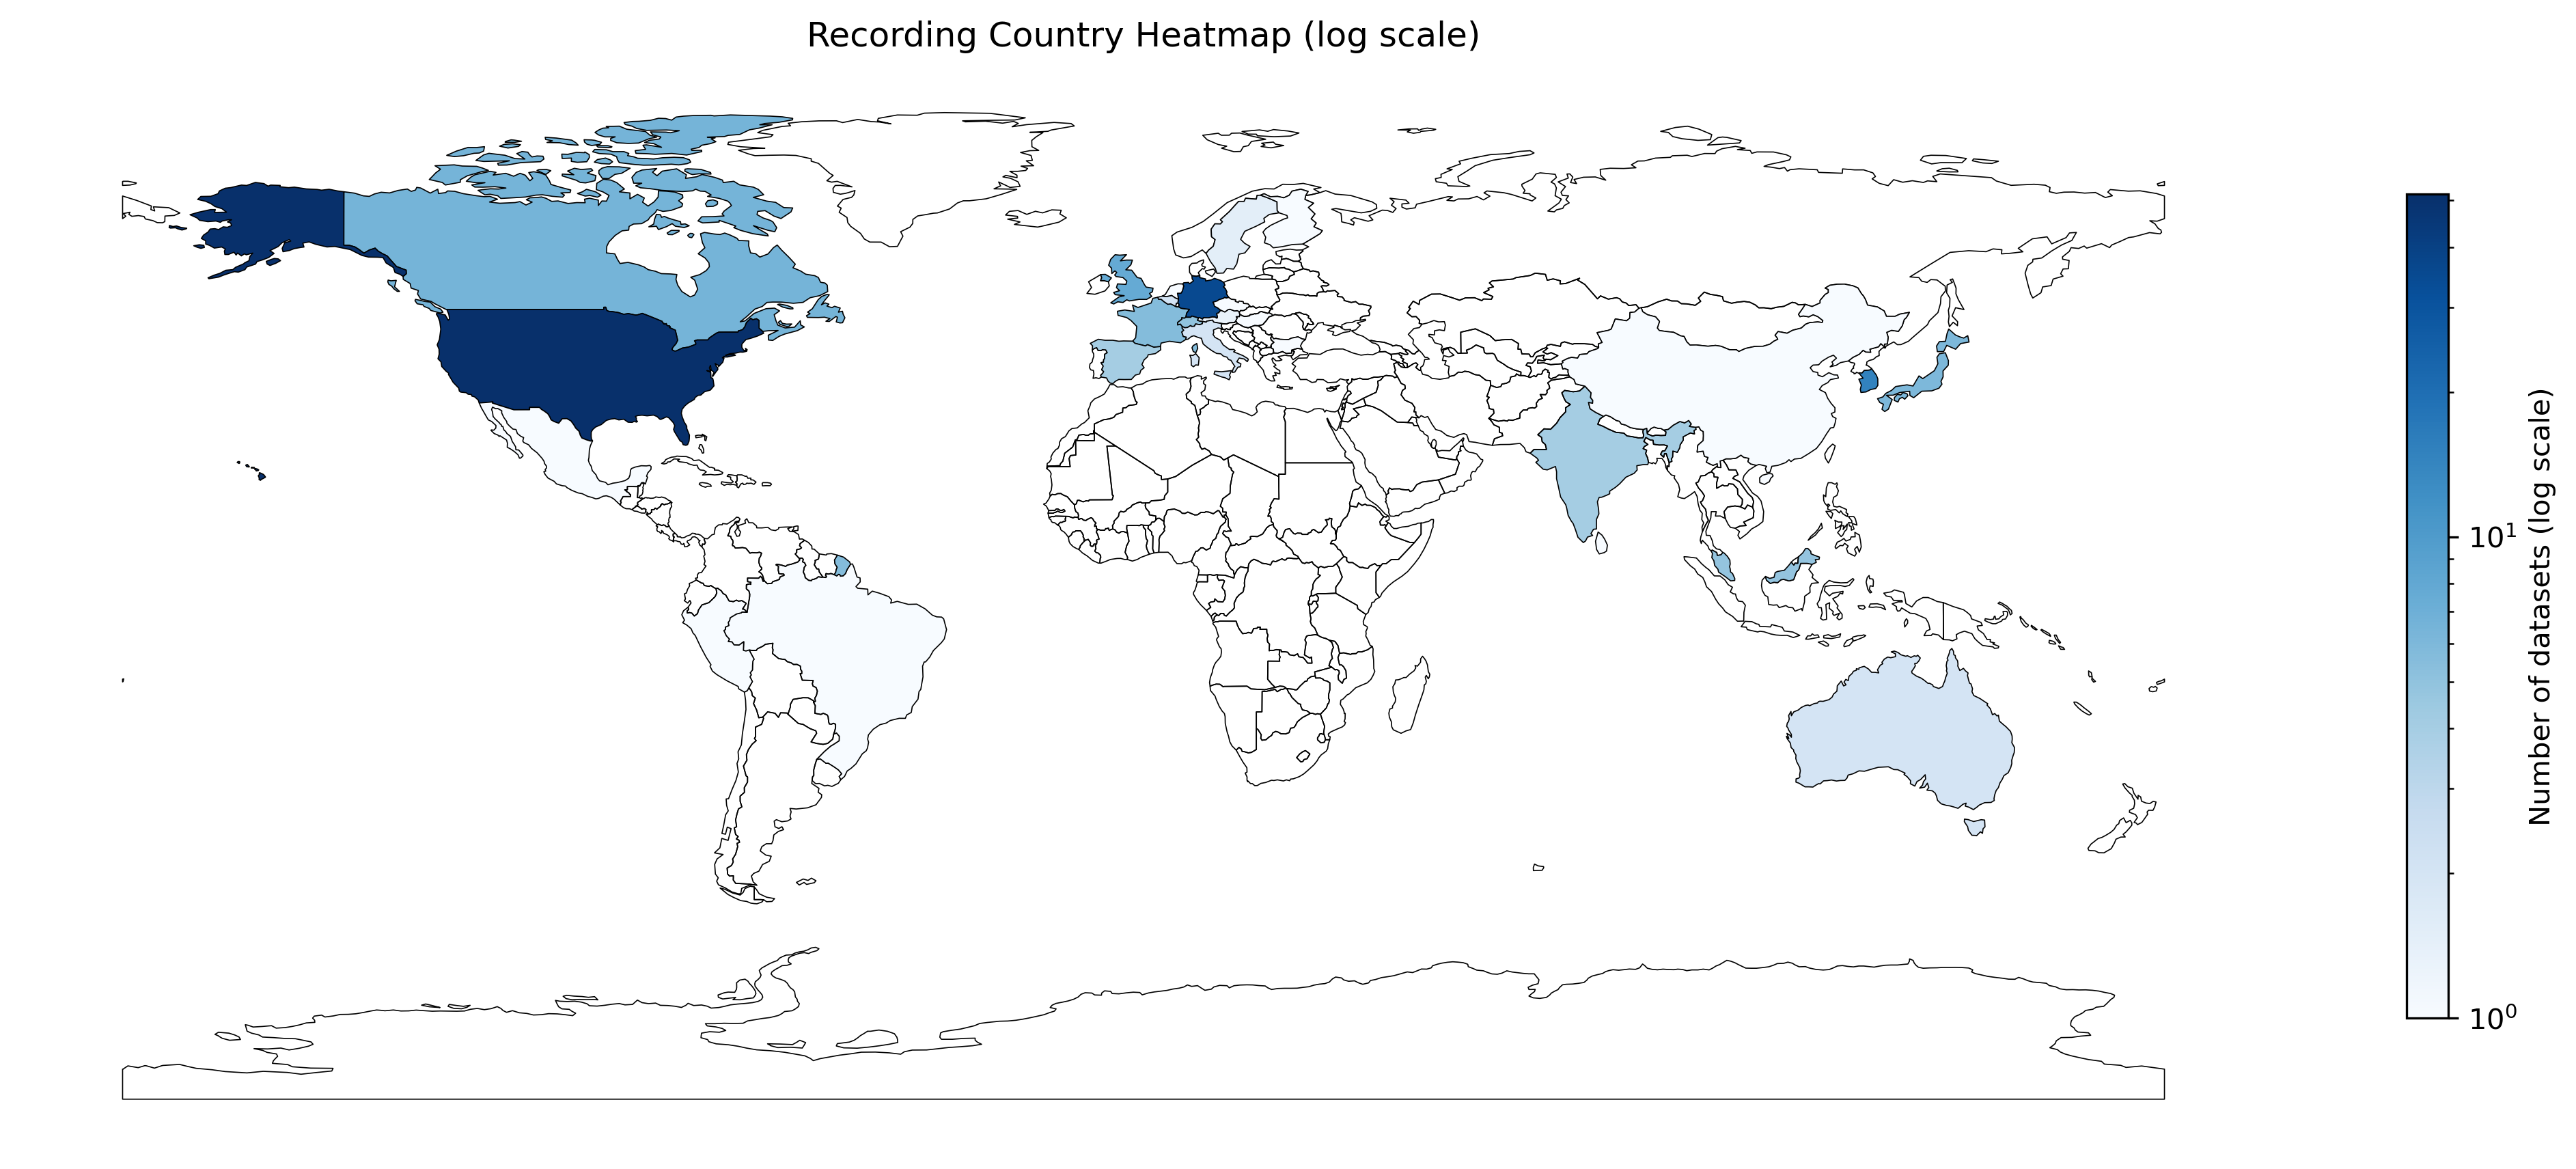 Recording Country Heatmap (log scale)
10¹
10⁰
Number of datasets (log scale)